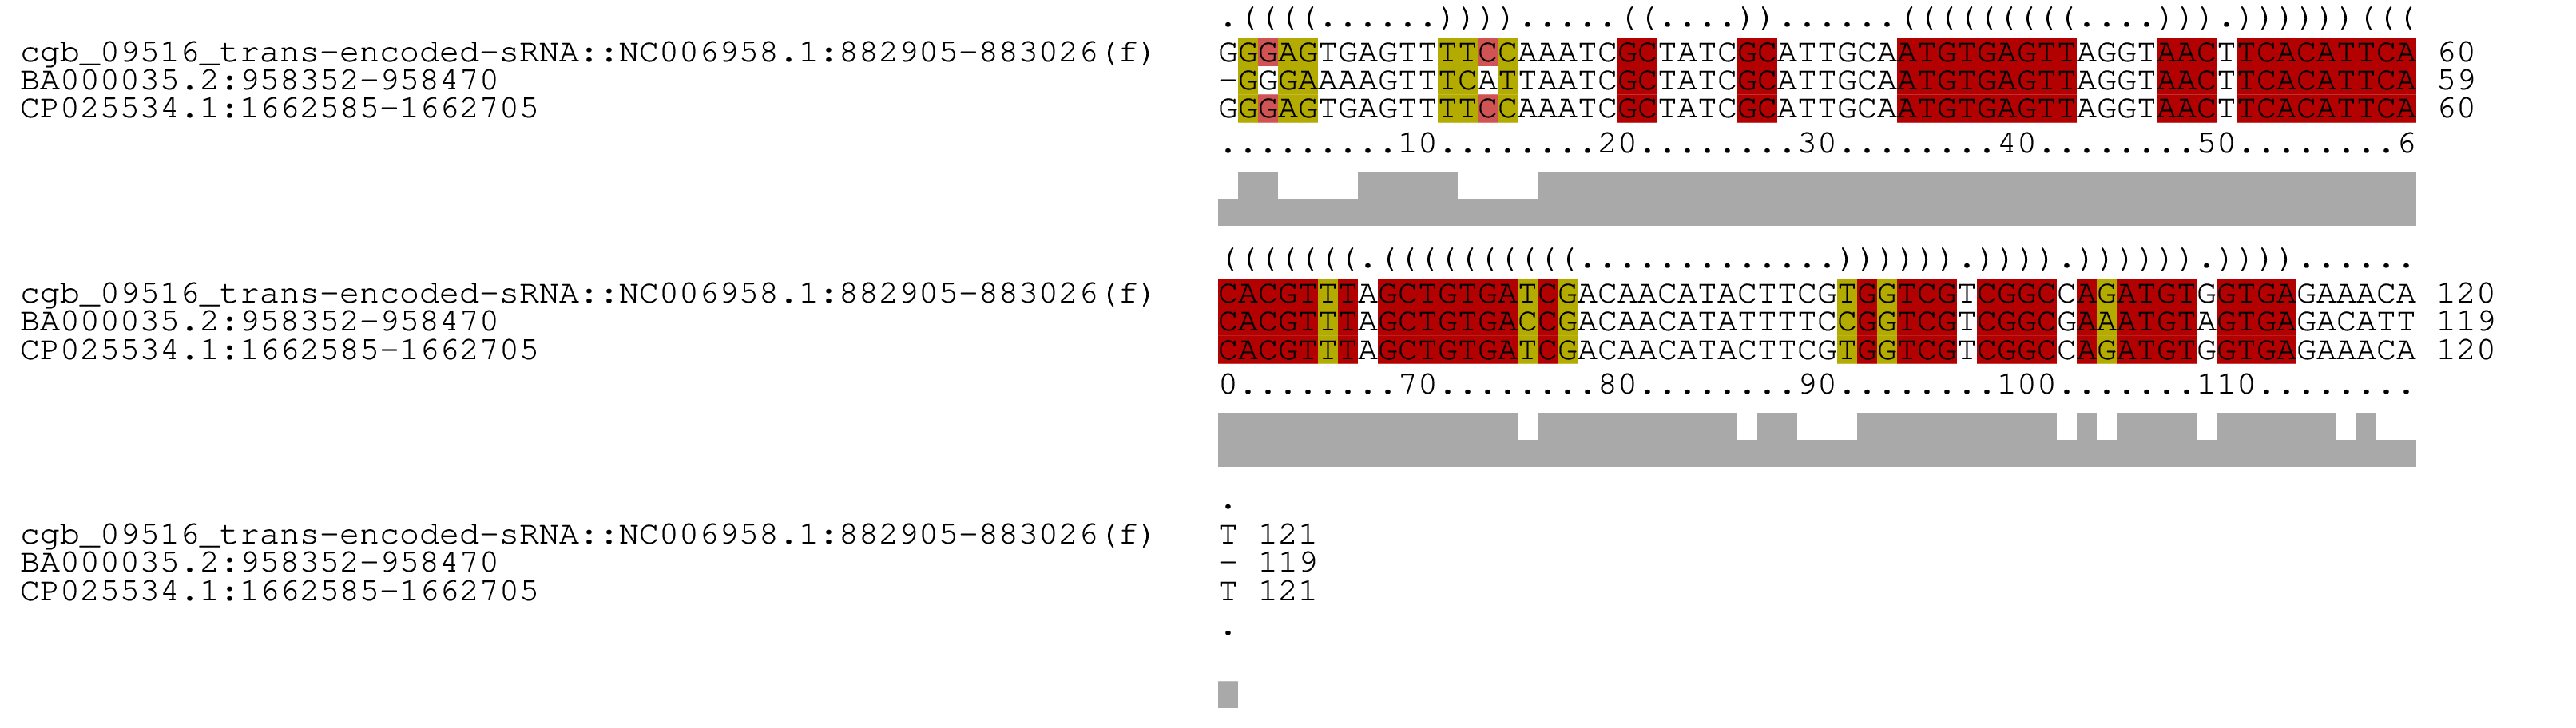 .((((......)))).....((....))......(((((((((....))).))))))(((
cgb_09516_trans-encoded-sRNA::NC006958.1:882905-883026(f) GGGAGTGAGTTTTCCAAATCGCTATCGCATTGCAATGTGAGTTAGGTAACTTCACATTCA 60
BA000035.2:958352-958470 -GGGAAAAGTTTCATTAATCGCTATCGCATTGCAATGTGAGTTAGGTAACTTCACATTCA 59
CP025534.1:1662585-1662705 GGGAGTGAGTTTTCCAAATCGCTATCGCATTGCAATGTGAGTTAGGTAACTTCACATTCA 60
.........10........20........30........40........50........6
(((((((.((((((((((.............)))))).)))).)))))).))))......
cgb_09516_trans-encoded-sRNA::NC006958.1:882905-883026(f) CACGTTTAGCTGTGATCGACAACATACTTCGTGGTCGTCGGCCAGATGTGGTGAGAAACA 120
BA000035.2:958352-958470 CACGTTTAGCTGTGACCGACAACATATTTTCCGGTCGTCGGCGAAATGTAGTGAGACATT 119
CP025534.1:1662585-1662705 CACGTTTAGCTGTGATCGACAACATACTTCGTGGTCGTCGGCCAGATGTGGTGAGAAACA 120
0........70........80........90........100.......110........
.
cgb_09516_trans-encoded-sRNA::NC006958.1:882905-883026(f) T 121
BA000035.2:958352-958470 - 119
CP025534.1:1662585-1662705 T 121
.